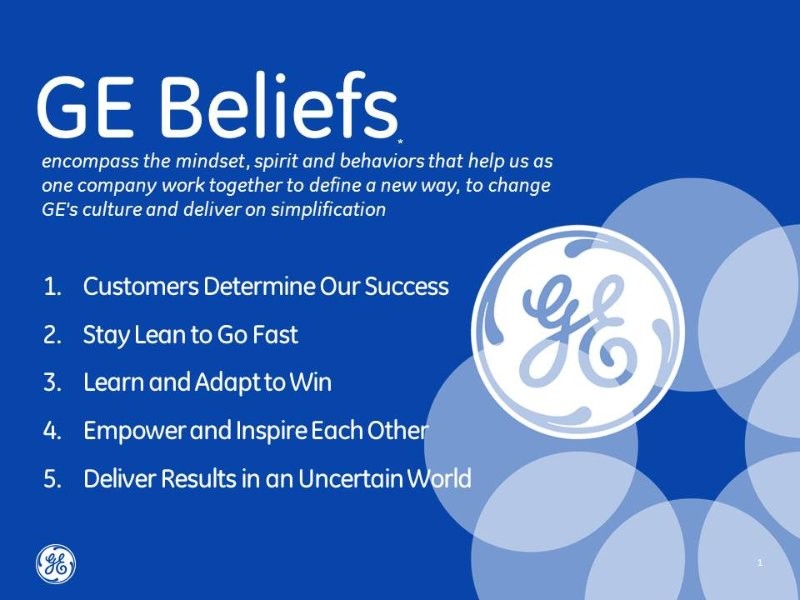 GE Beliefs*
encompass the mindset, spirit and behaviors that help us as
one company work together to define a new way, to change
GE's culture and deliver on simplification
1. Customers Determine Our Success
2. Stay Lean to Go Fast
3. Learn and Adapt to Win
4. Empower and Inspire Each Other
5. Deliver Results in an Uncertain World
GE
GE
1